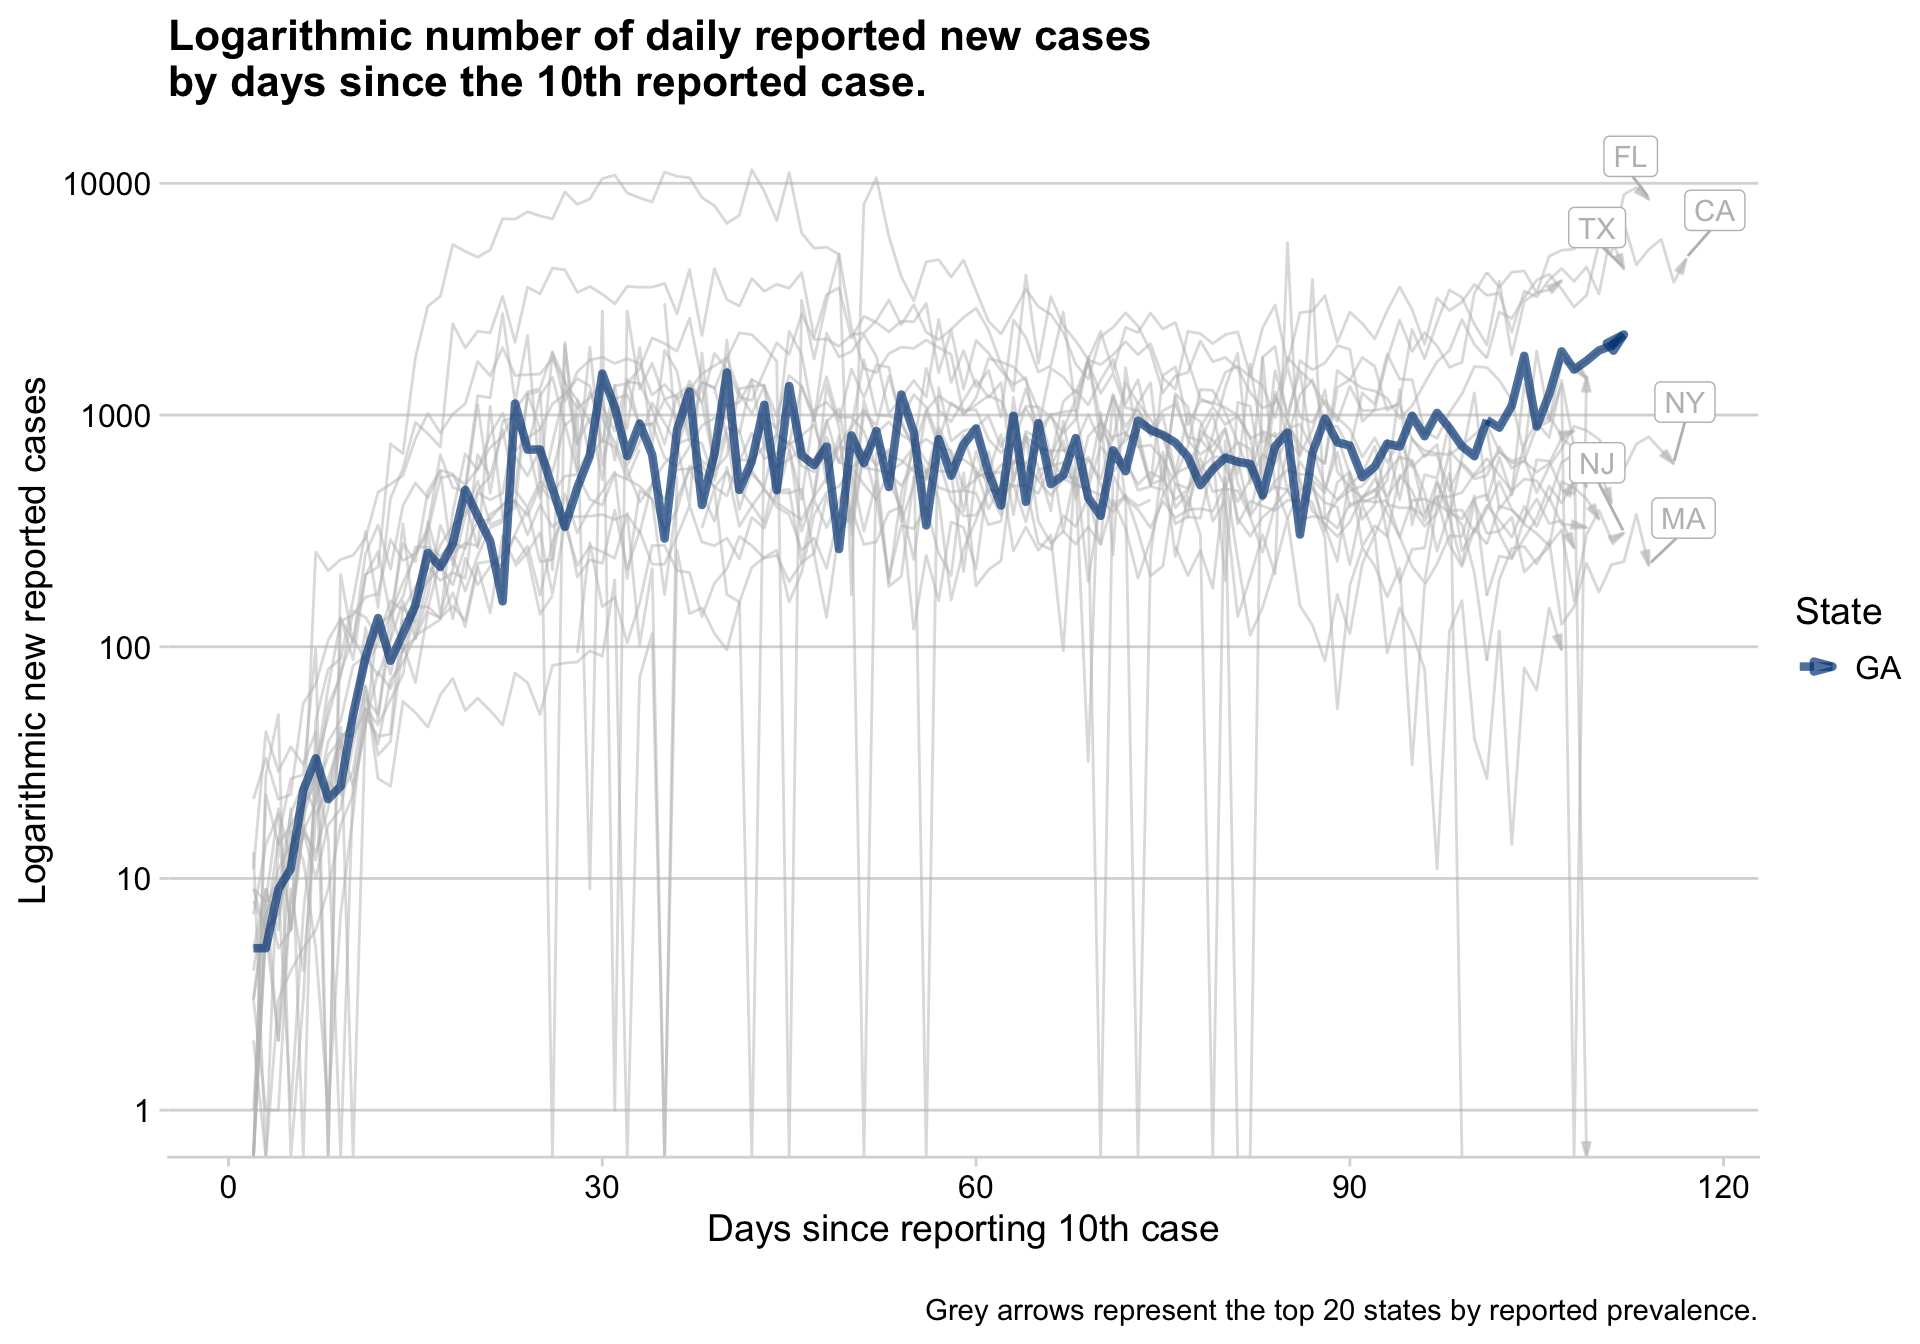 Logarithmic number of daily reported new cases
by days since the 10th reported case.
Logarithmic new reported cases
10000
1000
100
10
1
FL
CA
TX
NY
NJ
MA
State
GA
0
30
60
90
120
Days since reporting 10th case
Grey arrows represent the top 20 states by reported prevalence.